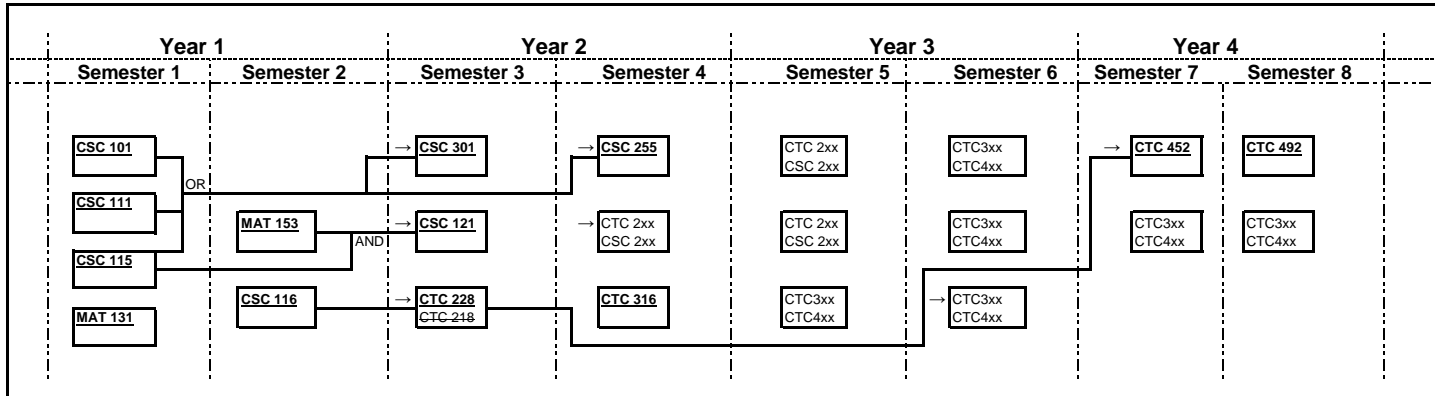 Year 1 Year 2 Year 3 Year 4
Semester 1 Semester 2 Semester 3 Semester 4 Semester 5 Semester 6 Semester 7 Semester 8
CSC 101 → CSC 301 → CSC 255 CTC 2xx CTC3xx → CTC 452 CTC 492
CSC 2xx CTC4xx
OR
CSC 111
MAT 153 → CSC 121 → CTC 2xx CTC 2xx CTC3xx CTC3xx CTC3xx
AND CSC 2xx CSC 2xx CTC4xx CTC4xx CTC4xx
CSC 115
CSC 116 → CTC 228 CTC 316 CTC3xx → CTC3xx
MAT 131 CTC 218 CTC4xx CTC4xx